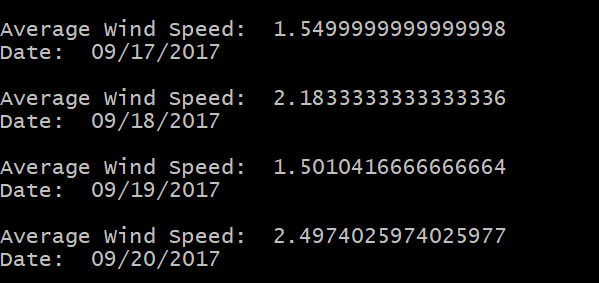 Average Wind Speed:  1.5499999999999998
Date:  09/17/2017
Average Wind Speed:  2.1833333333333336
Date:  09/18/2017
Average Wind Speed:  1.5010416666666664
Date:  09/19/2017
Average Wind Speed:  2.4974025974025977
Date:  09/20/2017